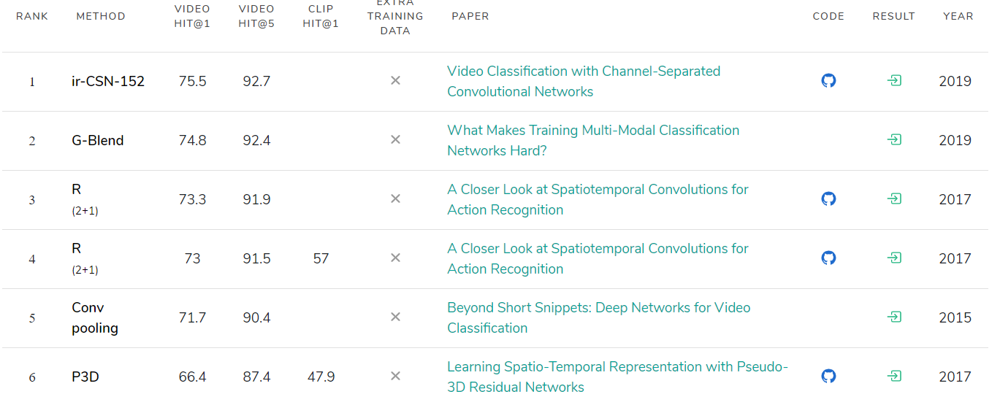 RANK METHOD VIDEO HIT@1 VIDEO HIT@5 CLIP HIT@1 EXTRA TRAINING DATA PAPER CODE RESULT YEAR
1 ir-CSN-152 75.5 92.7 Video Classification with Channel-Separated 2019
Convolutional Networks
2 G-Blend 74.8 92.4 What Makes Training Multi-Modal Classification 2019
Networks Hard?
3 R 73.3 91.9 A Closer Look at Spatiotemporal Convolutions for 2017
(2+1) Action Recognition
4 R 73 91.5 57 A Closer Look at Spatiotemporal Convolutions for 2017
(2+1) Action Recognition
5 Conv 71.7 90.4 Beyond Short Snippets: Deep Networks for Video 2015
pooling Classification
6 P3D 66.4 87.4 47.9 Learning Spatio-Temporal Representation with Pseudo- 2017
3D Residual Networks